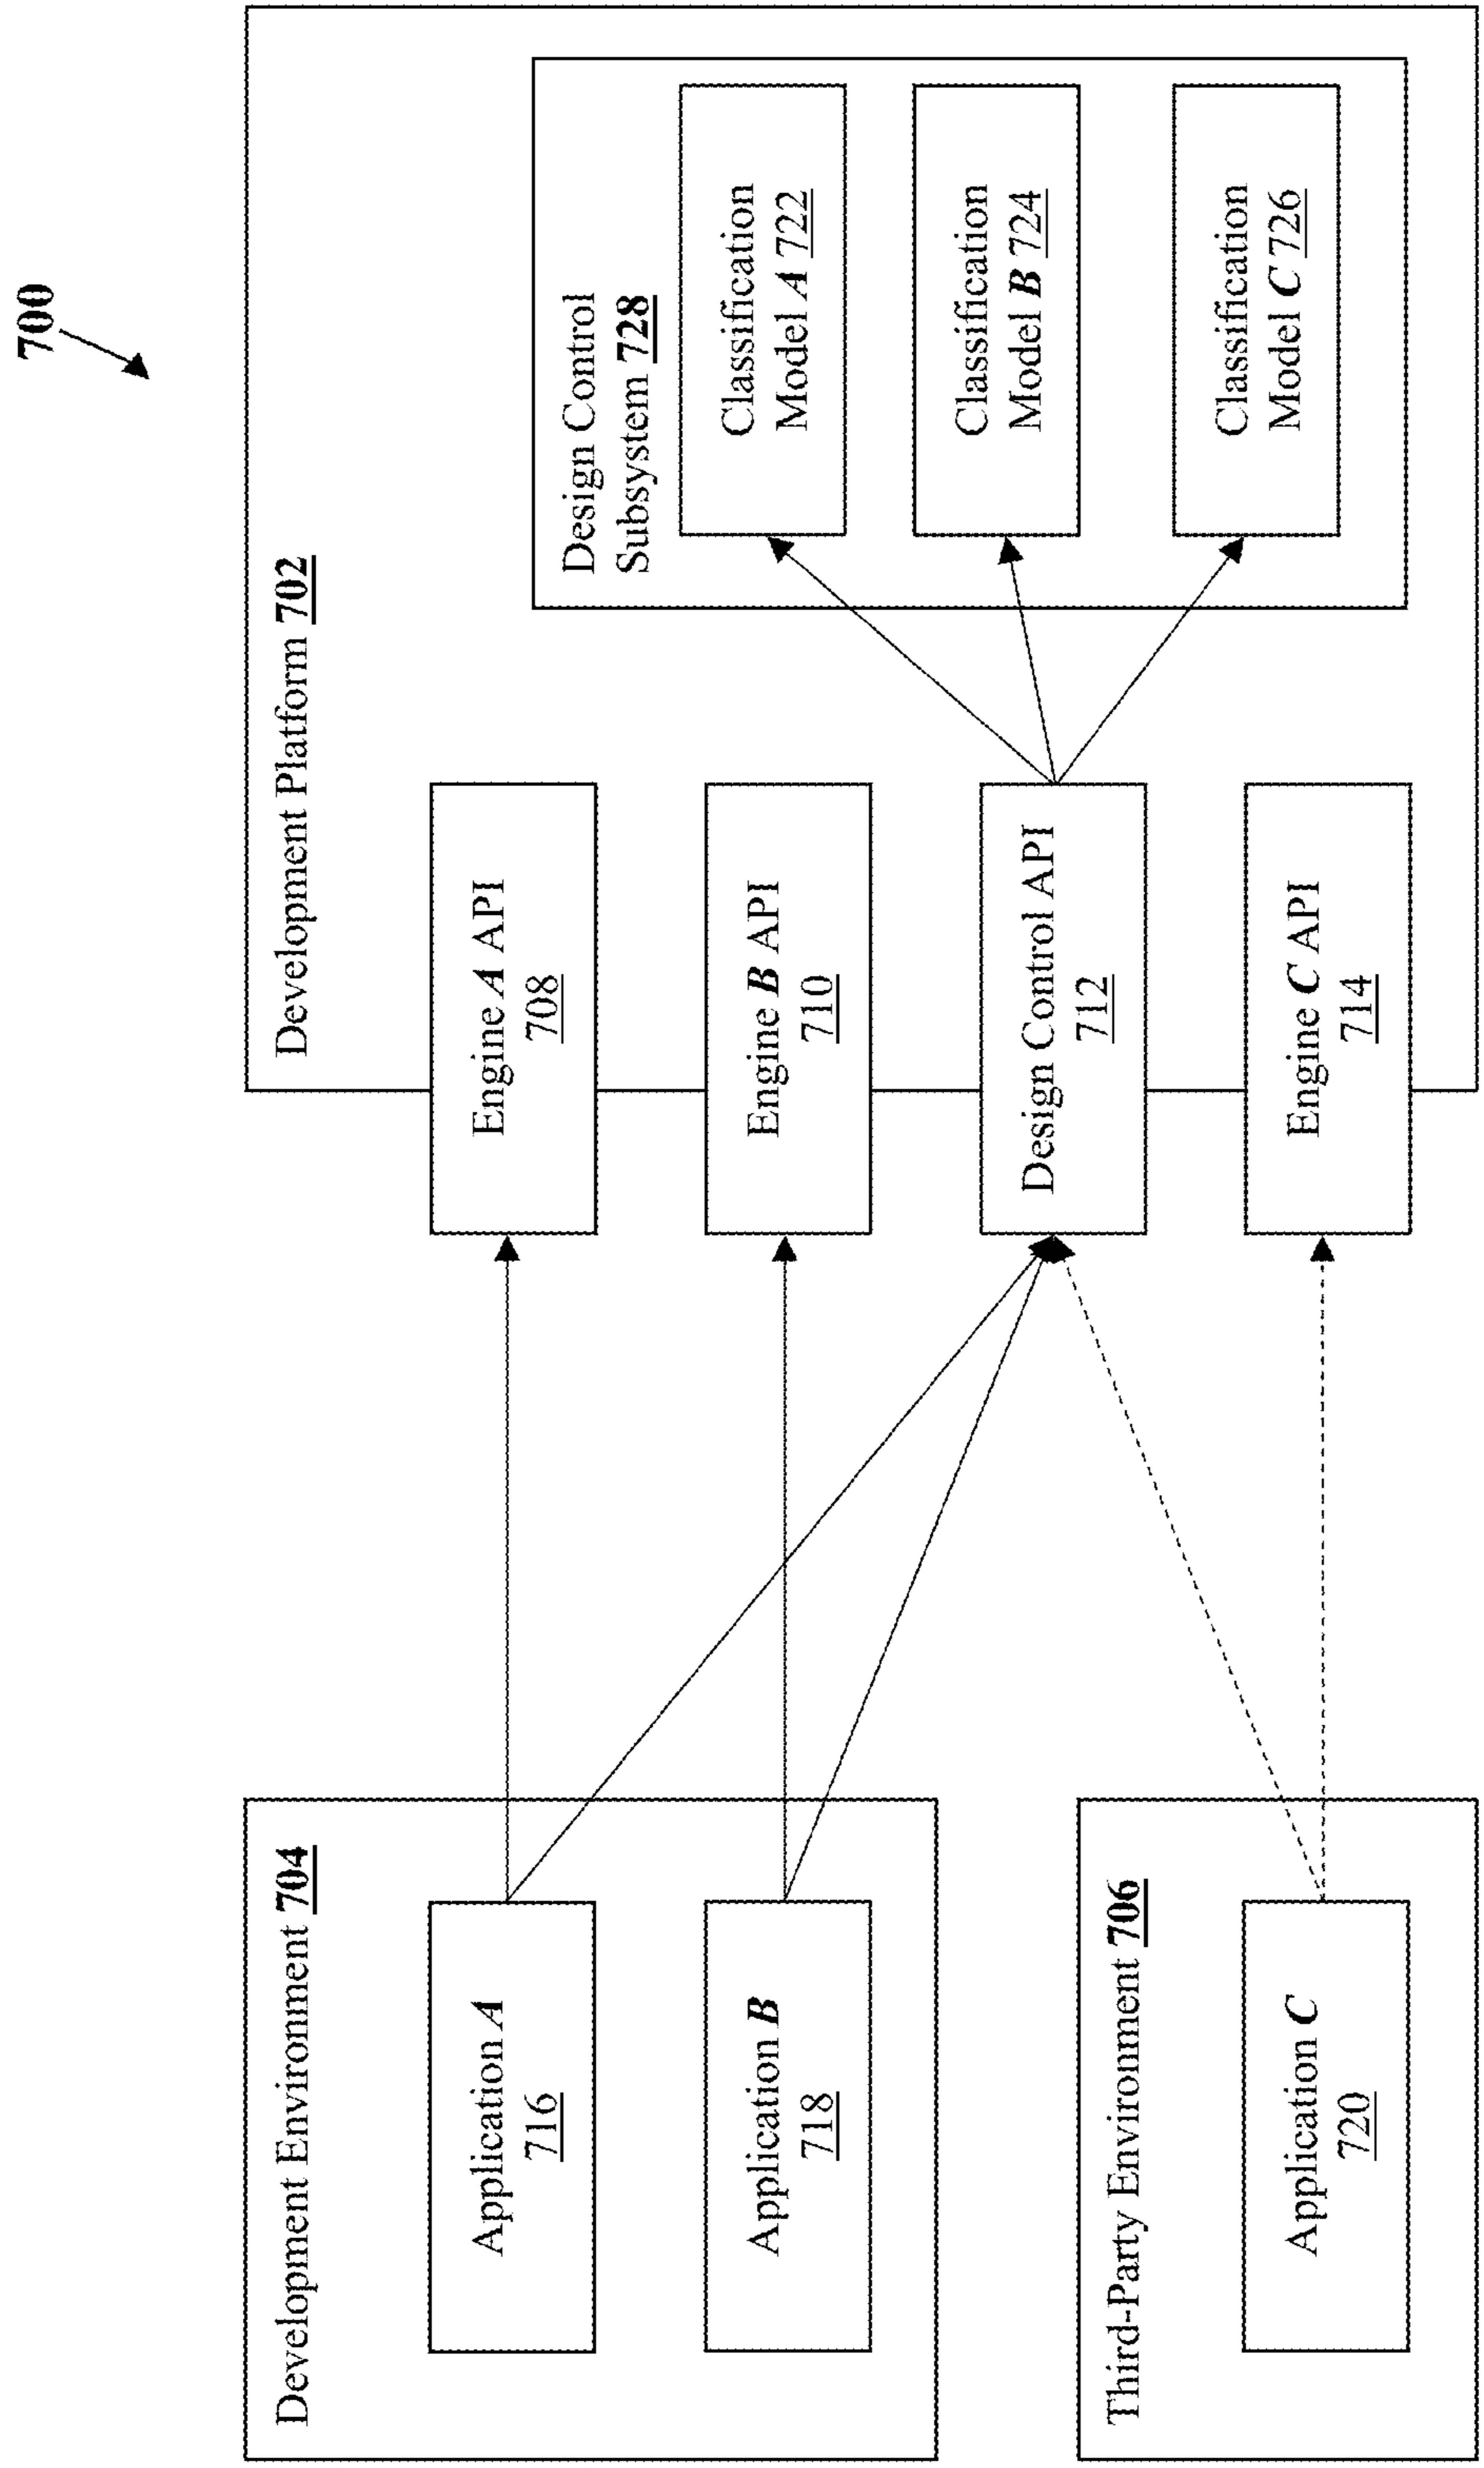 700
Development Environment 704
Application A
716
Application B
718
Third-Party Environment 706
Application C
720
Development Platform 702
Engine A API
708
Engine B API
710
Design Control API
712
Engine C API
714
Design Control
Subsystem 728
Classification
Model A 722
Classification
Model B 724
Classification
Model C 726